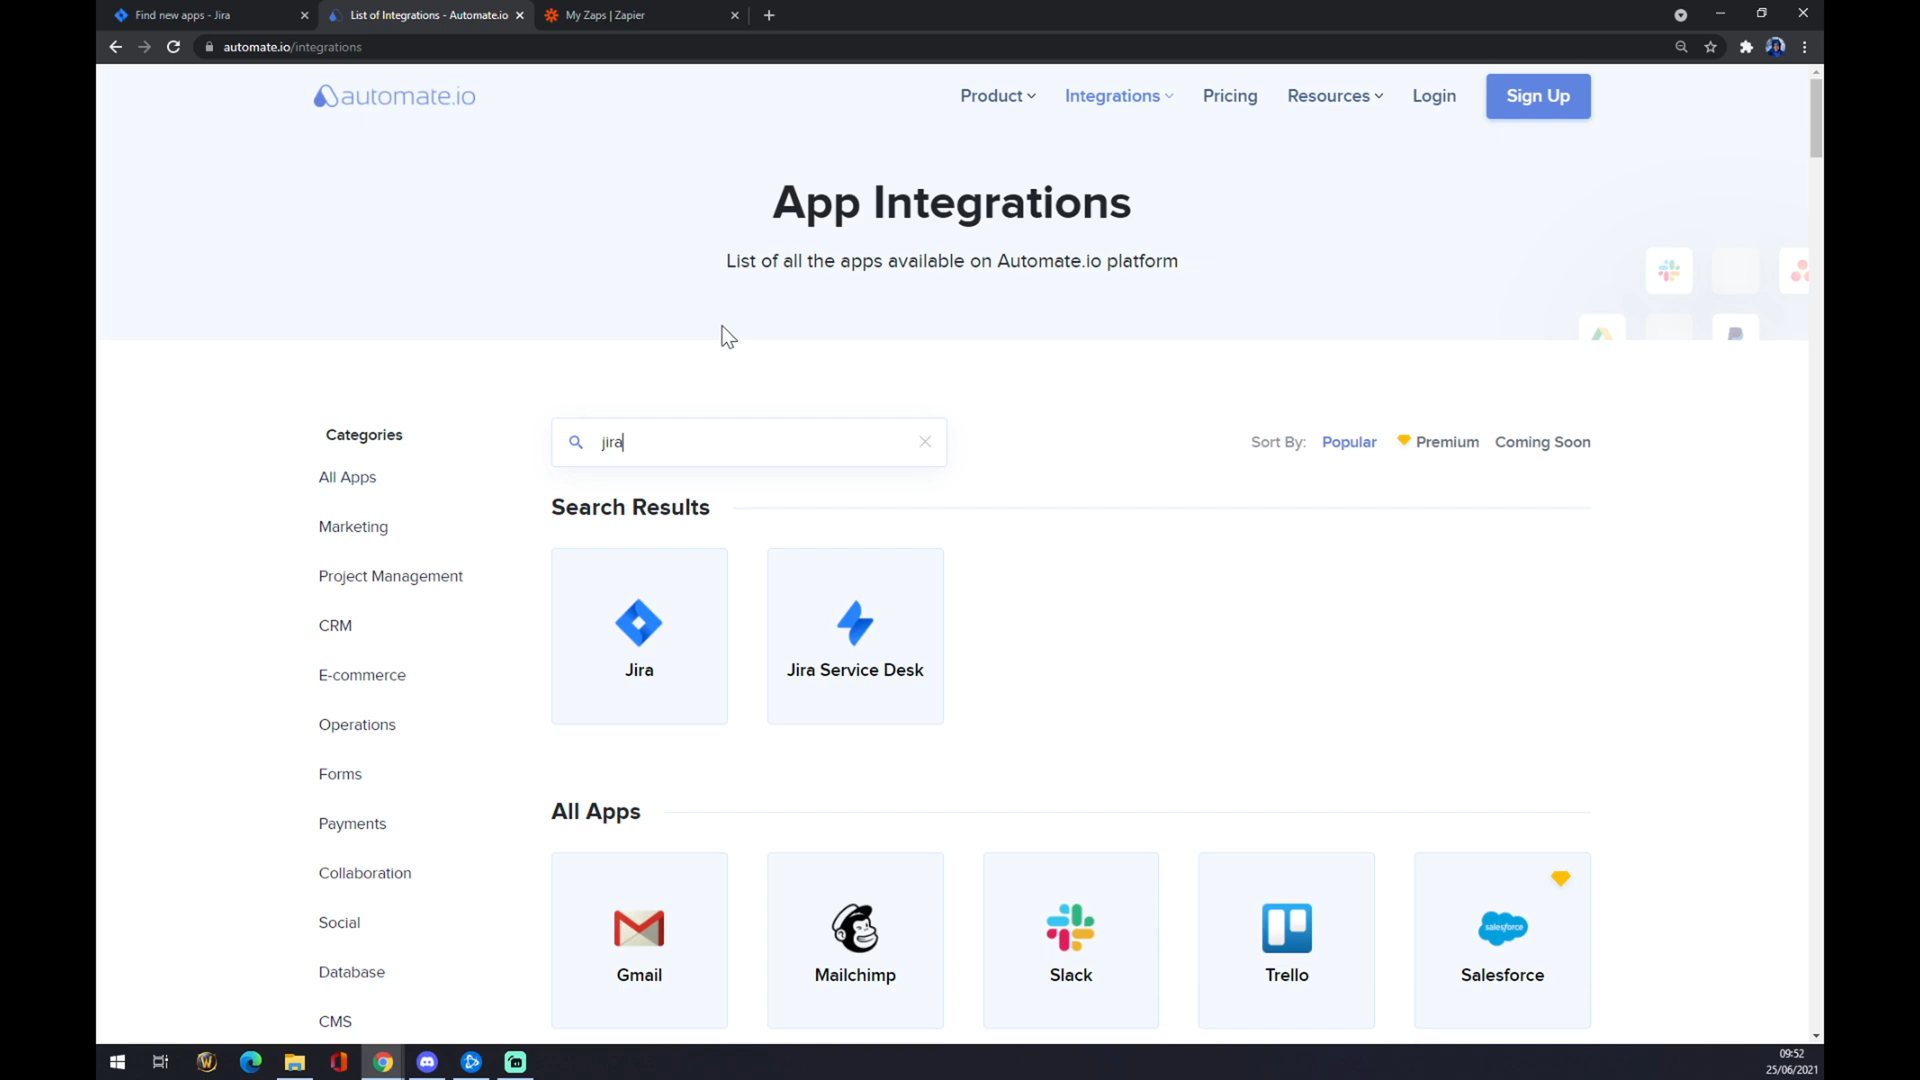 Find new apps - Jira
List of Integrations - Automate.io
My Zaps | Zapier
automate.io/integrations
automate.io
Product
Integrations
Pricing
Resources
Login
Sign Up
App Integrations
List of all the apps available on Automate.io platform
Categories
All Apps
Marketing
Project Management
CRM
E-commerce
Operations
Forms
Payments
Collaboration
Social
Database
CMS
jira
Sort By:
Popular
Premium
Coming Soon
Search Results
Jira
Jira Service Desk
All Apps
Gmail
Mailchimp
Slack
Trello
salesforce
Salesforce
09:52
25/06/2021